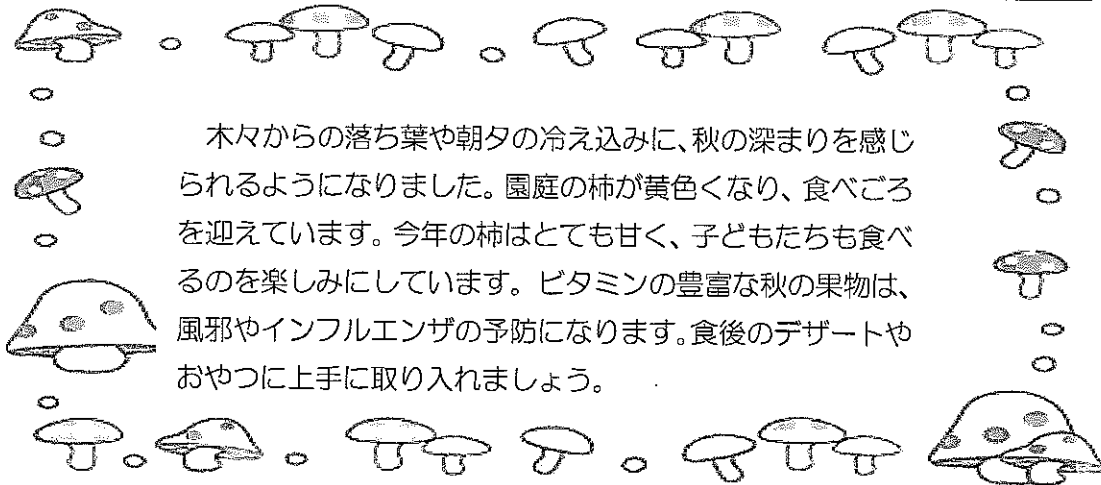 木々からの落ち葉や朝夕の冷え込みに、秋の深まりを感じ
られるようになりました。園庭の柿が黄色くなり、食べごろ
を迎えています。今年の柿はとても甘く、子どもたちも食べ
るのを楽しみにしています。ビタミンの豊富な秋の果物は、
風邪やインフルエンザの予防になります。食後のデザートや
おやつに上手に取り入れましょう。